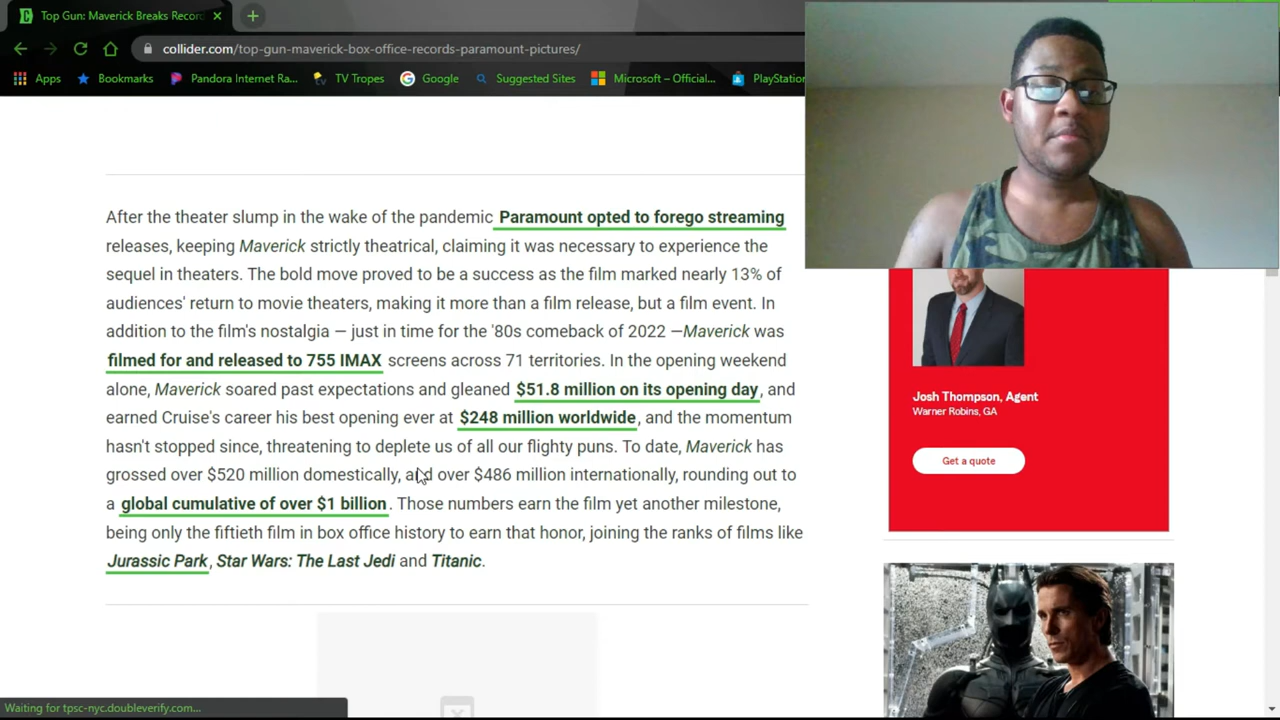 Top Gun: Maverick Breaks Recor
collider.com/top-gun-maverick-box-office-records-paramount-pictures/
Apps Bookmarks Pandora Internet Ra... TV Tropes Google Suggested Sites Microsoft – Official... PlayStation
After the theater slump in the wake of the pandemic Paramount opted to forego streaming
releases, keeping Maverick strictly theatrical, claiming it was necessary to experience the
sequel in theaters. The bold move proved to be a success as the film marked nearly 13% of
audiences' return to movie theaters, making it more than a film release, but a film event. In
addition to the film's nostalgia — just in time for the '80s comeback of 2022 —Maverick was
filmed for and released to 755 IMAX screens across 71 territories. In the opening weekend
alone, Maverick soared past expectations and gleaned $51.8 million on its opening day, and
earned Cruise's career his best opening ever at $248 million worldwide, and the momentum
hasn't stopped since, threatening to deplete us of all our flighty puns. To date, Maverick has
grossed over $520 million domestically, and over $486 million internationally, rounding out to
a global cumulative of over $1 billion. Those numbers earn the film yet another milestone,
being only the fiftieth film in box office history to earn that honor, joining the ranks of films like
Jurassic Park, Star Wars: The Last Jedi and Titanic.
Josh Thompson, Agent
Warner Robins, GA
Get a quote
Waiting for tpsc-nyc.doubleverify.com...